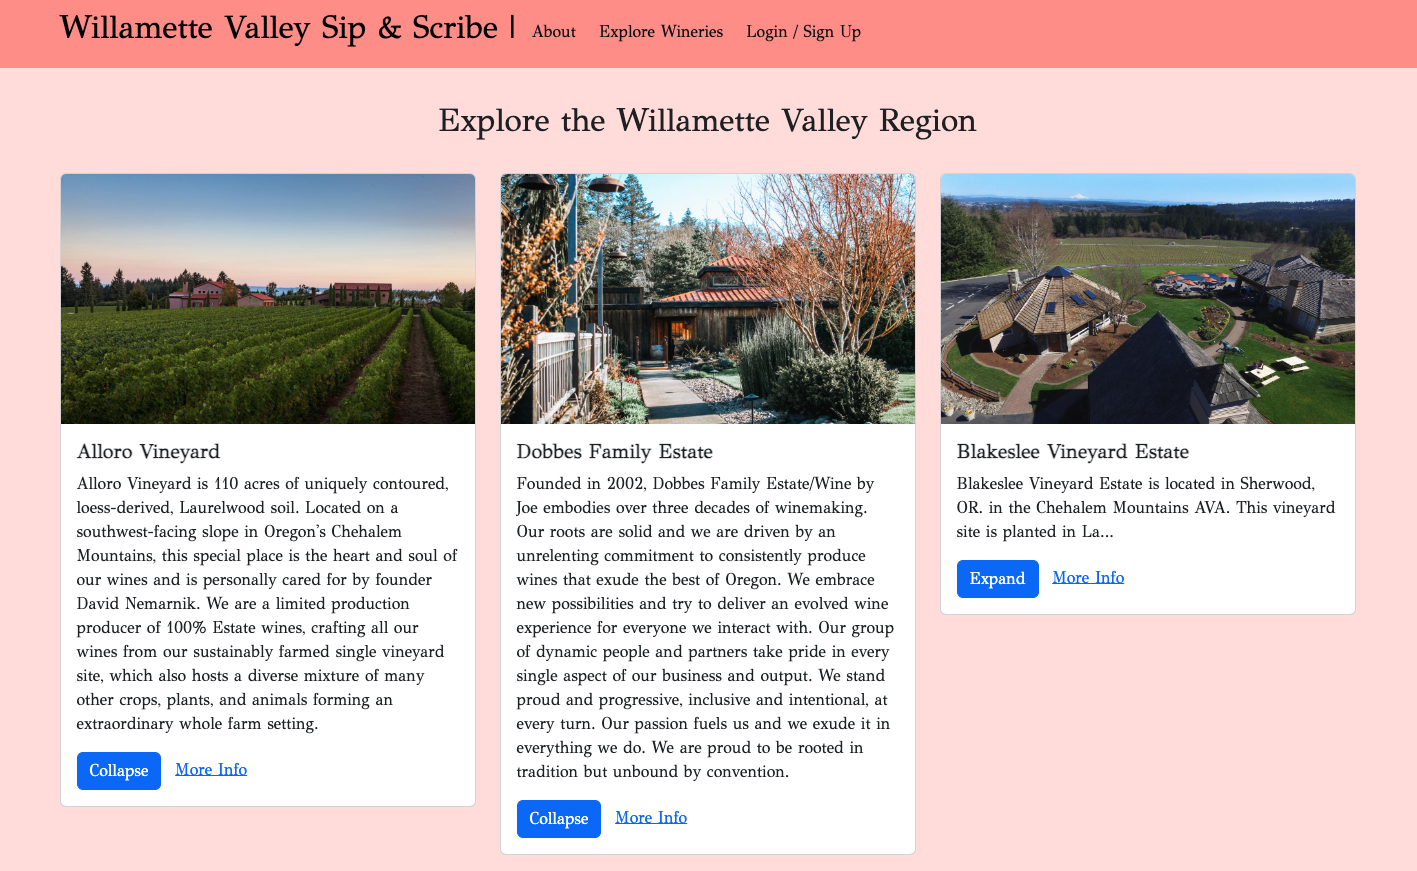 Willamette Valley Sip & Scribe | About Explore Wineries Login / Sign Up
Explore the Willamette Valley Region
Alloro Vineyard
Alloro Vineyard is 110 acres of uniquely contoured,
loess-derived, Laurelwood soil. Located on a
southwest-facing slope in Oregon's Chehalem
Mountains, this special place is the heart and soul of
our wines and is personally cared for by founder
David Nemarnik. We are a limited production
producer of 100% Estate wines, crafting all our
wines from our sustainably farmed single vineyard
site, which also hosts a diverse mixture of many
other crops, plants, and animals forming an
extraordinary whole farm setting.
Collapse More Info
Dobbes Family Estate
Founded in 2002, Dobbes Family Estate/Wine by
Joe embodies over three decades of winemaking.
Our roots are solid and we are driven by an
unrelenting commitment to consistently produce
wines that exude the best of Oregon. We embrace
new possibilities and try to deliver an evolved wine
experience for everyone we interact with. Our group
of dynamic people and partners take pride in every
single aspect of our business and output. We stand
proud and progressive, inclusive and intentional, at
every turn. Our passion fuels us and we exude it in
everything we do. We are proud to be rooted in
tradition but unbound by convention.
Collapse More Info
Blakeslee Vineyard Estate
Blakeslee Vineyard Estate is located in Sherwood,
OR. in the Chehalem Mountains AVA. This vineyard
site is planted in La...
Expand More Info